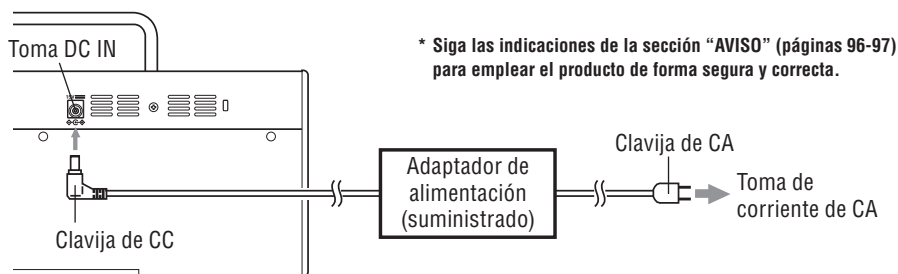 Toma DC IN
* Siga las indicaciones de la sección “AVISO” (páginas 96-97)
para emplear el producto de forma segura y correcta.
Clavija de CA
Adaptador de
alimentación
(suministrado)
Toma de
corriente de CA
Clavija de CC